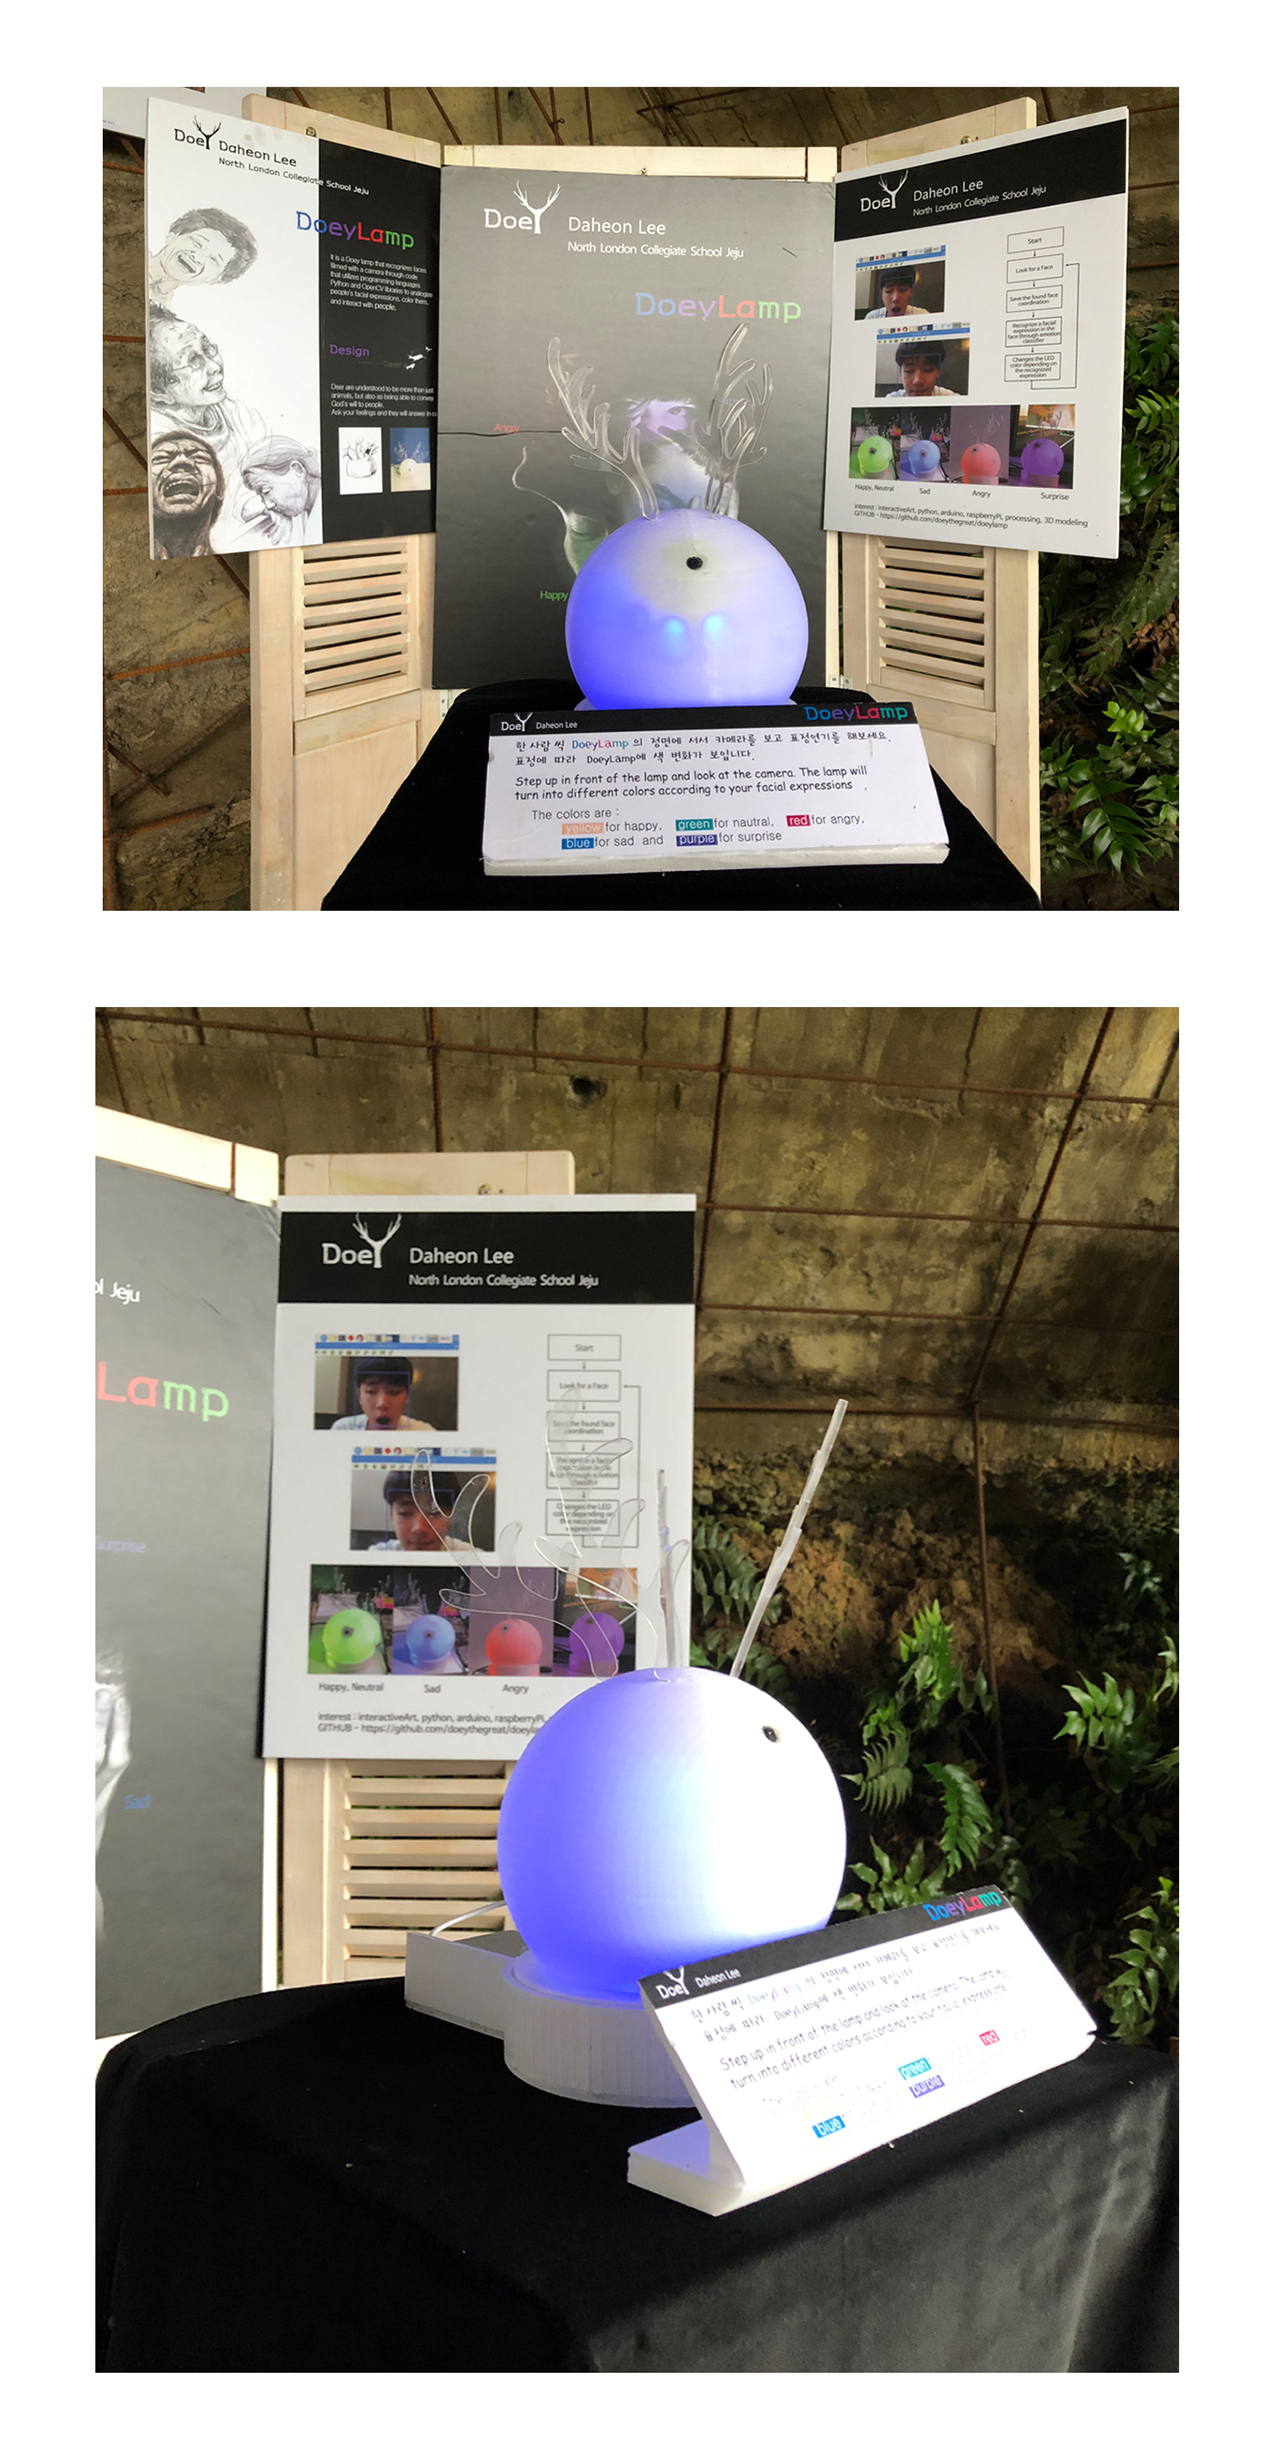 Doey Daheon Lee
North London Collegiate School Jeju
DoeyLamp
It is a Doey lamp that recognizes faces
filmed with a camera through code
that utilizes programming languages
Python and OpenCV libraries to analogize
people's facial expressions, color them,
and interact with people.
Design
Deer
Deer are understood to be more than just
animals, but also as being able to convey
God's will to people.
Ask your feelings and they will answer in
Doey Daheon Lee
North London Collegiate School Jeju
DoeyLamp
Angry
Happy
Doey Daheon Lee
North London Collegiate School Jeju
Start
Look for a Face
Save the found face
coordination
Recognize a facial
expression in the
face through emotion
classifier
Changes the LED
color depending on
the recognized
expression
Happy, Neutral
Sad
Angry
Surprise
interest : interactiveArt, python, arduino, raspberryPi, processing, 3D modeling
GITHUB - https://github.com/doeythegreat/doeylamp
Doey Daheon Lee DoeyLamp
한 사람 씩 DoeyLamp 의 정면에 서서 카메라를 보고 표정연기를 해보세요.
표정에 따라 DoeyLamp에 색 변화가 보입니다.
Step up in front of the lamp and look at the camera. The lamp will
turn into different colors according to your facial expressions
The colors are :
yellow for happy, green for nautral, red for angry,
blue for sad and purple for surprise
ol Jeju
Lamp
Surprise
Sad
Doey Daheon Lee
North London Collegiate School Jeju
Start
Look for a Face
Save the found face
coordination
Recognize a facial
expression in the
face through emotion
classifier
Changes the LED
color depending on
the recognized
expression
Happy, Neutral
Sad
Angry
interest : interactiveArt, python, arduino, raspberryPi,
GITHUB - https://github.com/doeythegreat/doeyla
Doey Daheon Lee DoeyLamp
한 사람 씩 DoeyLamp 의 정면에 서서 카메라를 보고 표정연기를 해보세요
표정에 따라 DoeyLamp에 색 변화가 보입니다.
Step up in front of the lamp and look at the camera. The lamp wi
turn into different colors according to your facial expressions
green red
blue purple